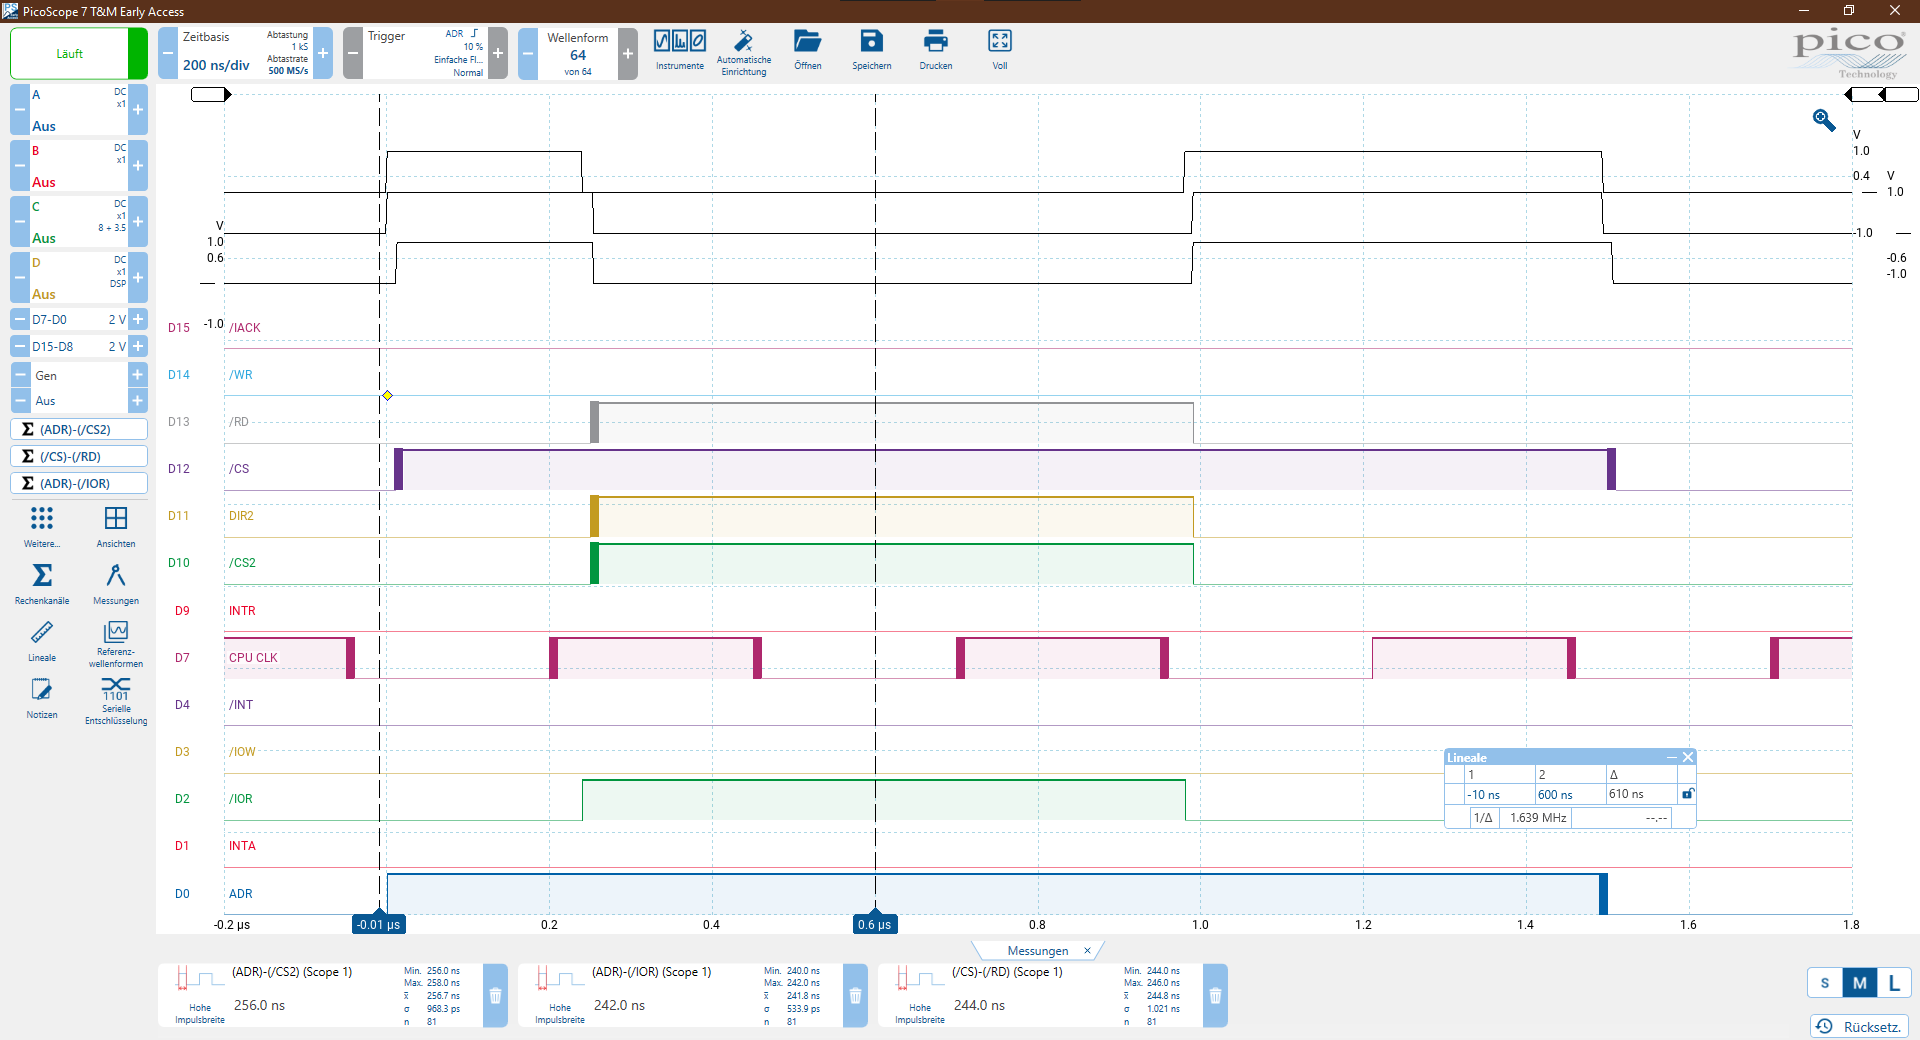 PicoScope 7 T&M Early Access
Läuft
Zeitbasis
200 ns/div
Abtastung
1 kS
Abtastrate
500 MS/s
Trigger
ADR
10 %
Einfache Fl...
Normal
Wellenform
64
von 64
Instrumente
Automatische
Einrichtung
Öffnen
Speichern
Drucken
Voll
pico
Technology
A
DC
x1
Aus
B
DC
x1
Aus
C
DC
x1
8 + 3.5
Aus
D
DC
x1
DSP
Aus
D7-D0 2 V
D15-D8 2 V
Gen
Aus
Σ (ADR)-(/CS2)
Σ (/CS)-(/RD)
Σ (ADR)-(/IOR)
Weitere...
Ansichten
Rechenkanäle
Messungen
Lineale
Referenz-
wellenformen
Notizen
1101
Serielle
Entschlüsselung
V
1.0
0.6
-1.0
V
1.0
0.4
-1.0
V
1.0
-0.6
-1.0
D15 /IACK
D14 /WR
D13 /RD
D12 /CS
D11 DIR2
D10 /CS2
D9 INTR
D7 CPU CLK
D4 /INT
D3 /IOW
D2 /IOR
D1 INTA
D0 ADR
Lineale
1 2 Δ
-10 ns 600 ns 610 ns
1/Δ 1.639 MHz --.--
-0.2 µs -0.01 µs 0.2 0.4 0.6 µs 0.8 1.0 1.2 1.4 1.6 1.8
Messungen
(ADR)-(/CS2) (Scope 1)
256.0 ns
Hohe
Impulsbreite
Min. 256.0 ns
Max. 258.0 ns
x̄ 256.7 ns
σ 968.3 ps
n 81
(ADR)-(/IOR) (Scope 1)
242.0 ns
Hohe
Impulsbreite
Min. 240.0 ns
Max. 242.0 ns
x̄ 241.8 ns
σ 533.9 ps
n 81
(/CS)-(/RD) (Scope 1)
244.0 ns
Hohe
Impulsbreite
Min. 244.0 ns
Max. 246.0 ns
x̄ 244.8 ns
σ 1.021 ns
n 81
S M L
Rücksetz.